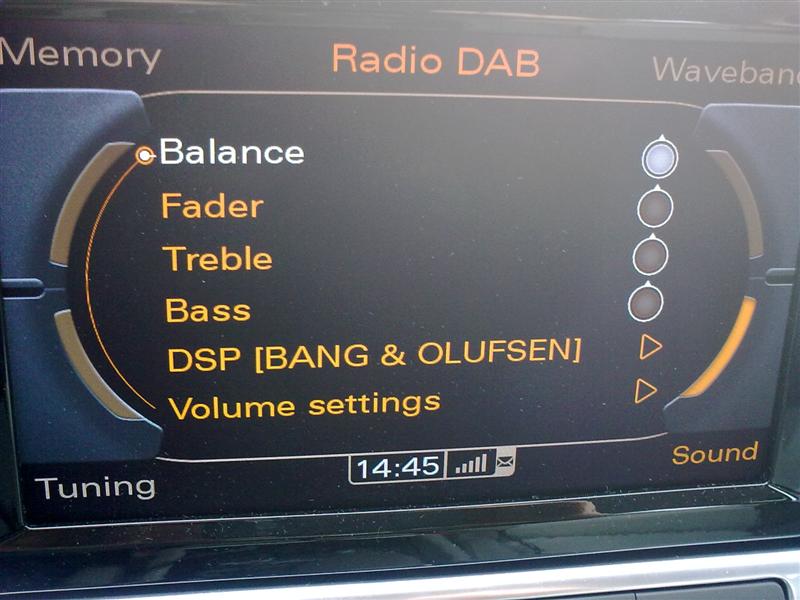 Memory
Radio DAB
Waveband
Balance
Fader
Treble
Bass
DSP [BANG & OLUFSEN]
Volume settings
14:45
Tuning
Sound